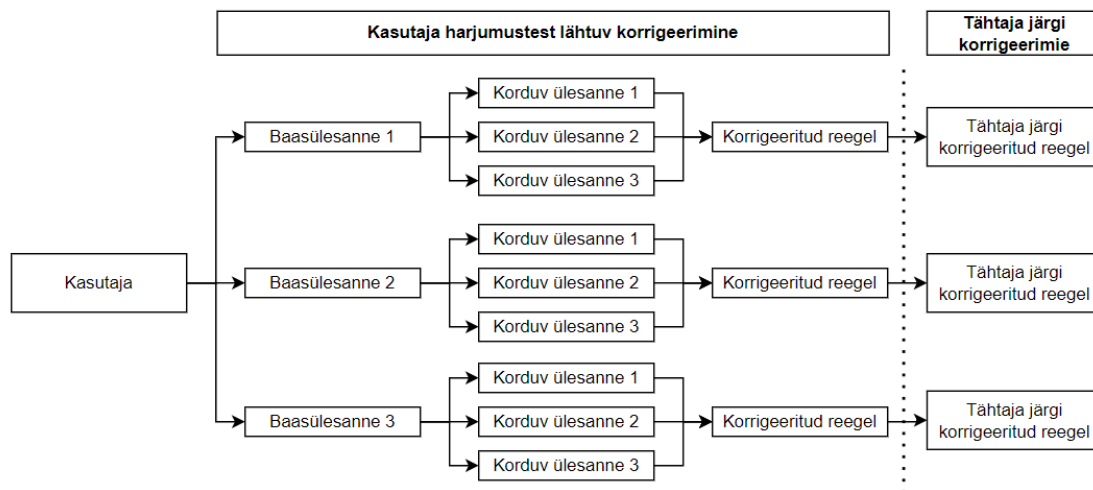 Kasutaja harjumustest lähtuv korrigeerimine
Tähtaja järgi
korrigeerimie
Kasutaja
Baasülesanne 1
Korduv ülesanne 1
Korduv ülesanne 2
Korduv ülesanne 3
Korrigeeritud reegel
Tähtaja järgi
korrigeeritud reegel
Baasülesanne 2
Korduv ülesanne 1
Korduv ülesanne 2
Korduv ülesanne 3
Korrigeeritud reegel
Tähtaja järgi
korrigeeritud reegel
Baasülesanne 3
Korduv ülesanne 1
Korduv ülesanne 2
Korduv ülesanne 3
Korrigeeritud reegel
Tähtaja järgi
korrigeeritud reegel